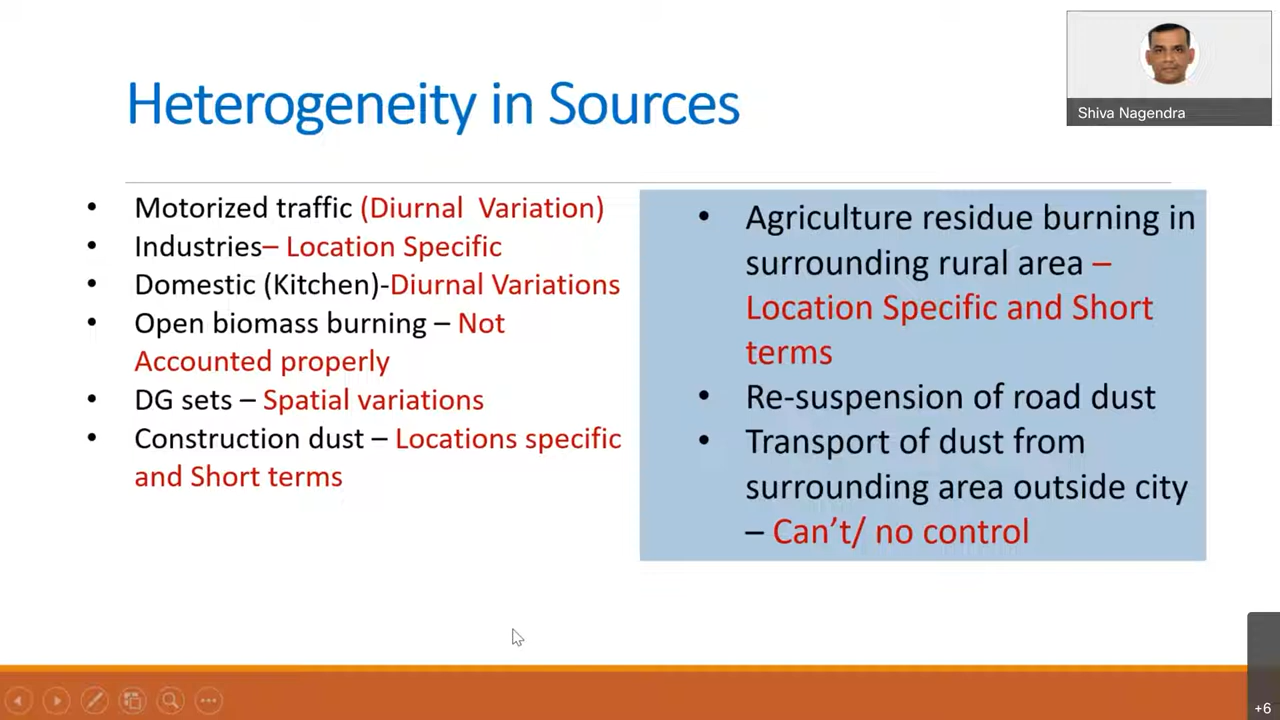 Heterogeneity in Sources
Shiva Nagendra
• Motorized traffic (Diurnal Variation)
• Industries– Location Specific
• Domestic (Kitchen)-Diurnal Variations
• Open biomass burning – Not
Accounted properly
• DG sets – Spatial variations
• Construction dust – Locations specific
and Short terms
• Agriculture residue burning in
surrounding rural area –
Location Specific and Short
terms
• Re-suspension of road dust
• Transport of dust from
surrounding area outside city
– Can’t/ no control
+6